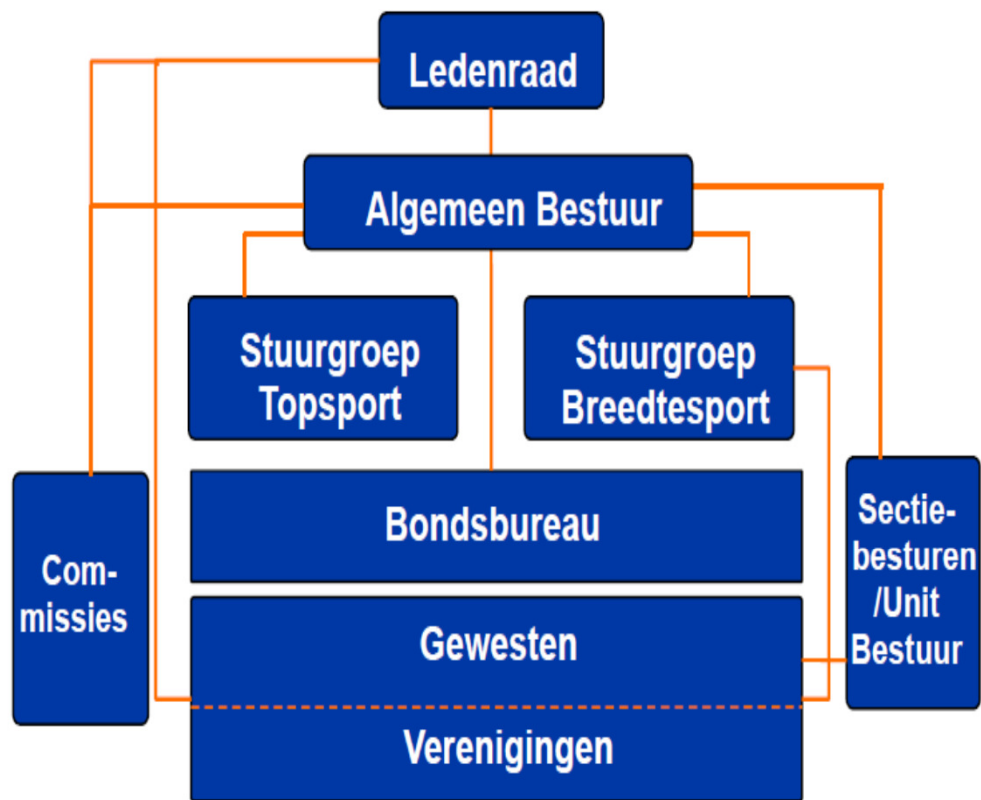 Ledenraad
Algemeen Bestuur
Stuurgroep
Topsport
Stuurgroep
Breedtesport
Com-
missies
Bondsbureau
Sectie-
besturen
/Unit
Bestuur
Gewesten
Verenigingen